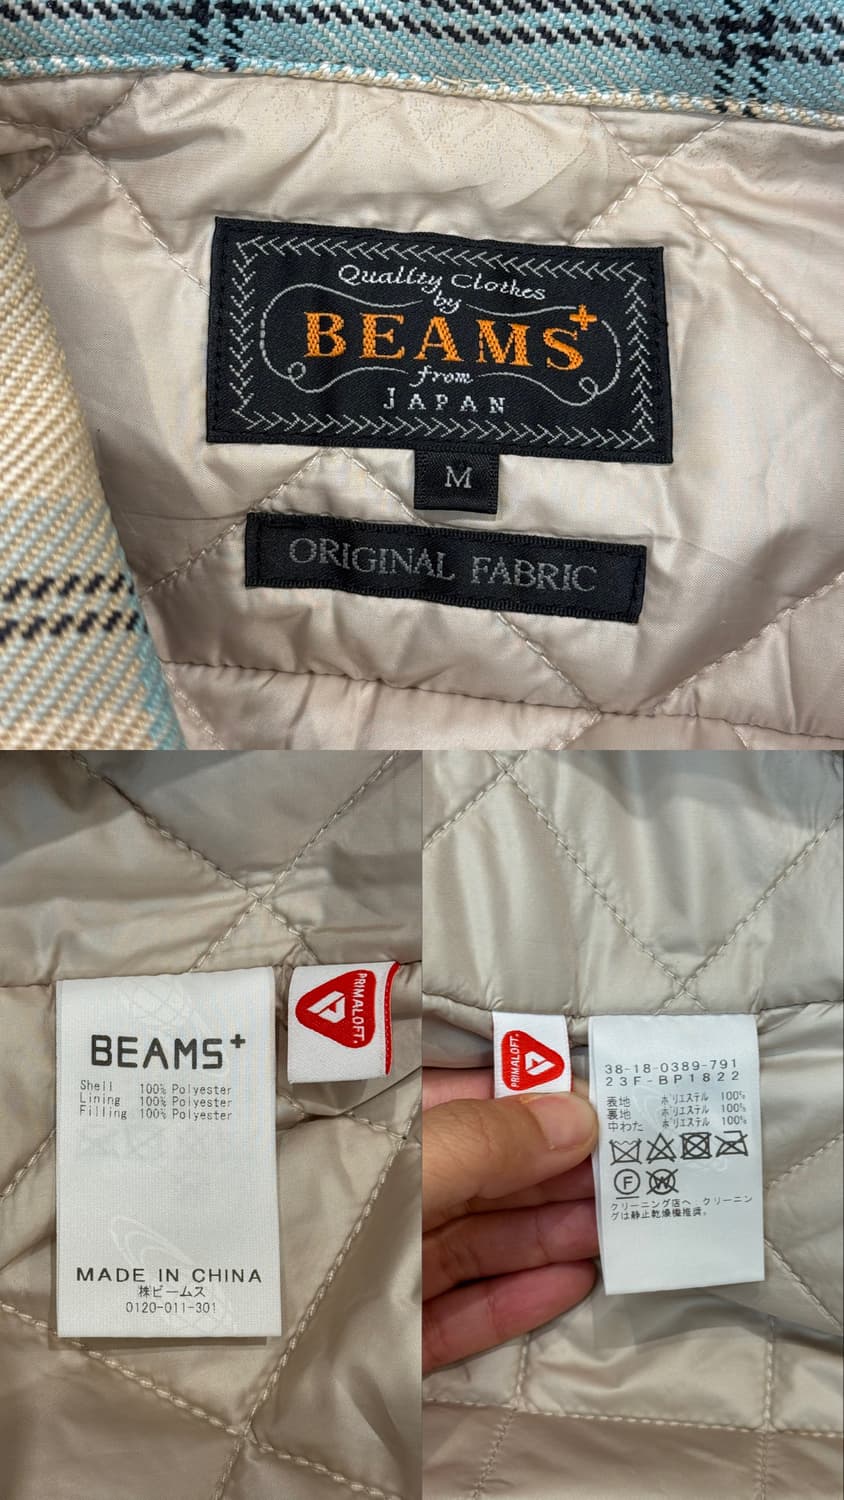 Quality Clothes
by
BEAMS+
from
JAPAN
M
ORIGINAL FABRIC
BEAMS+
Shell 100% Polyester
Lining 100% Polyester
Filling 100% Polyester
MADE IN CHINA
㈱ビームス
0120-011-301
PRIMALOFT.
PRIMALOFT.
38-18-0389-791
23F-BP1822
表地 ポリエステル 100%
裏地 ポリエステル 100%
中わた ポリエステル 100%
F W
クリーニング店へ.クリーニン
グは静止乾燥機推奨。